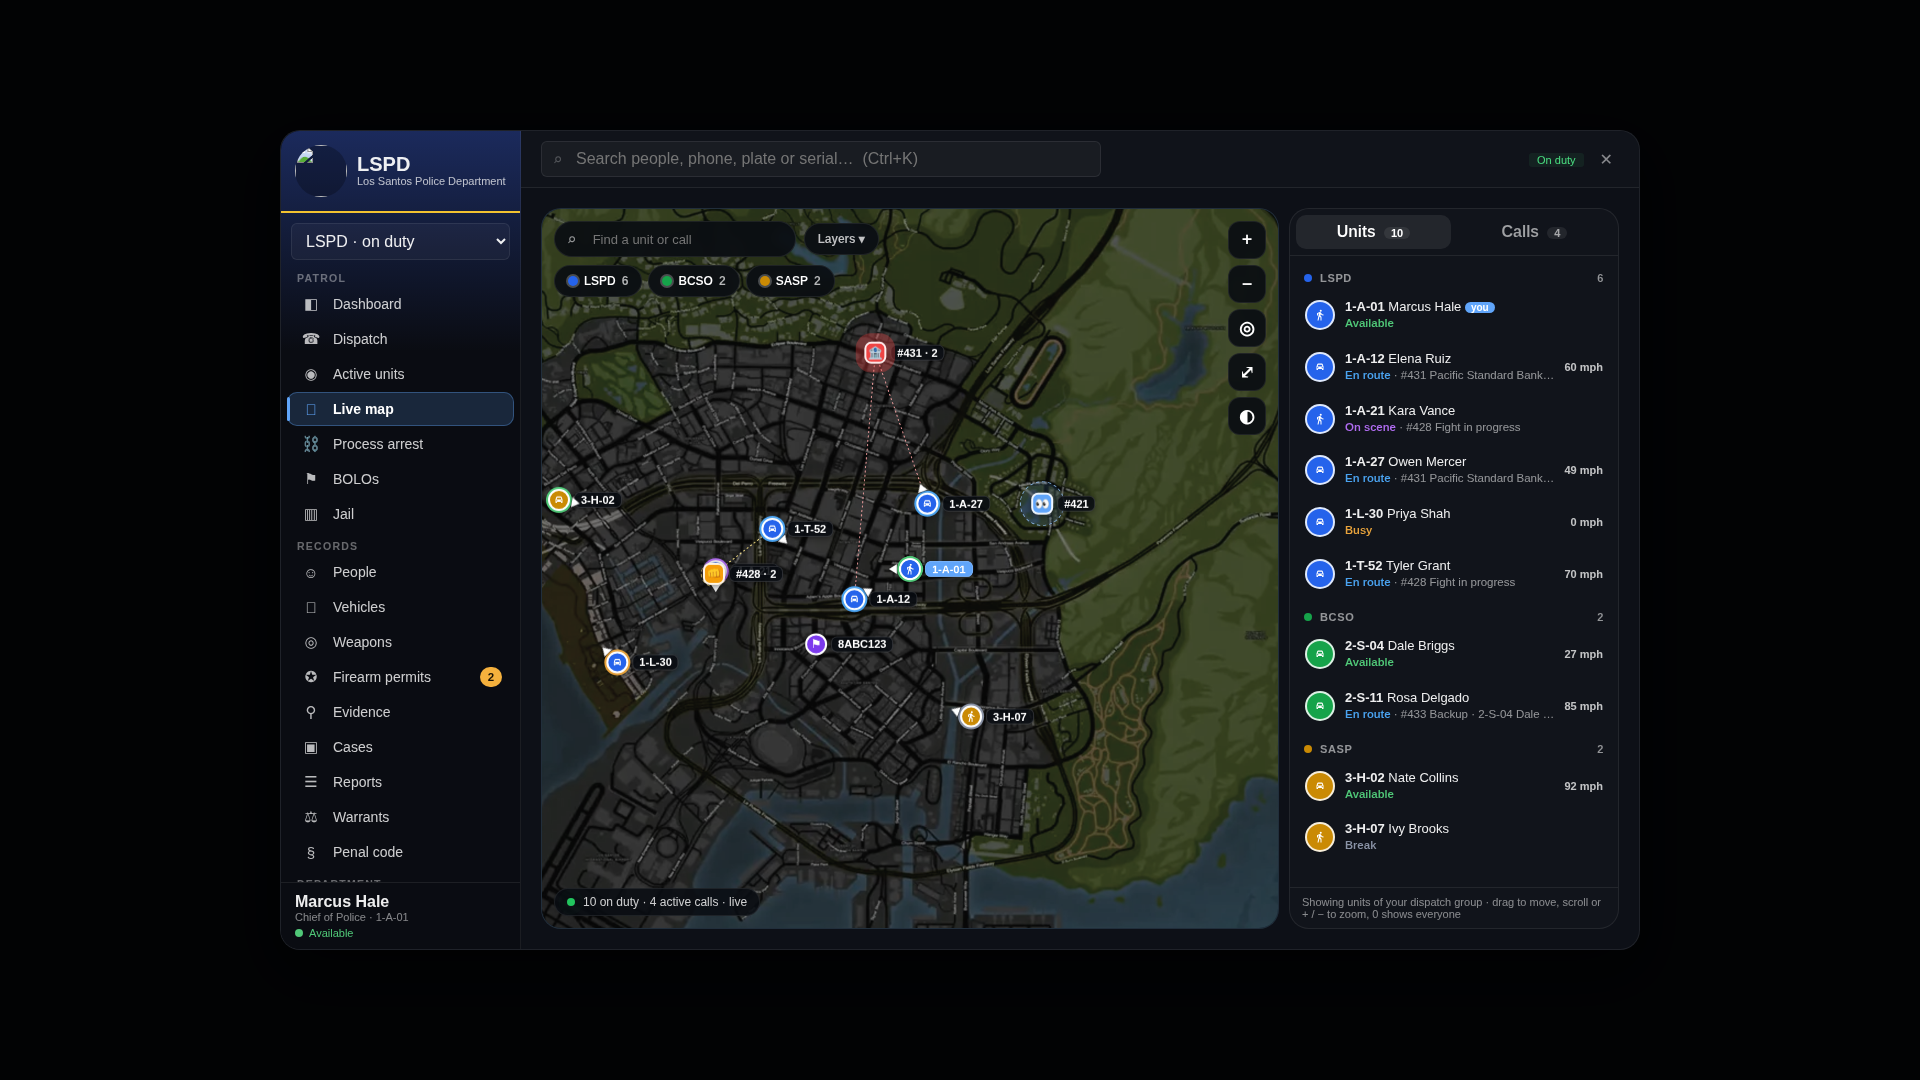 LSPD
Los Santos Police Department
LSPD · on duty
PATROL
Dashboard
Dispatch
Active units
Live map
Process arrest
BOLOs
Jail
RECORDS
People
Vehicles
Weapons
Firearm permits 2
Evidence
Cases
Reports
Warrants
§ Penal code
Marcus Hale
Chief of Police · 1-A-01
Available
Search people, phone, plate or serial… (Ctrl+K)
On duty ✕
Find a unit or call
Layers ▾
LSPD 6
BCSO 2
SASP 2
+
−
#431 · 2
3-H-02
1-A-27
#421
1-T-52
#428 · 2
1-A-01
1-A-12
8ABC123
1-L-30
3-H-07
10 on duty · 4 active calls · live
Units 10
Calls 4
LSPD 6
1-A-01 Marcus Hale you
Available
1-A-12 Elena Ruiz
En route · #431 Pacific Standard Bank…
60 mph
1-A-21 Kara Vance
On scene · #428 Fight in progress
1-A-27 Owen Mercer
En route · #431 Pacific Standard Bank…
49 mph
1-L-30 Priya Shah
Busy
0 mph
1-T-52 Tyler Grant
En route · #428 Fight in progress
70 mph
BCSO 2
2-S-04 Dale Briggs
Available
27 mph
2-S-11 Rosa Delgado
En route · #433 Backup · 2-S-04 Dale …
85 mph
SASP 2
3-H-02 Nate Collins
Available
92 mph
3-H-07 Ivy Brooks
Break
Showing units of your dispatch group · drag to move, scroll or
+ / − to zoom, 0 shows everyone